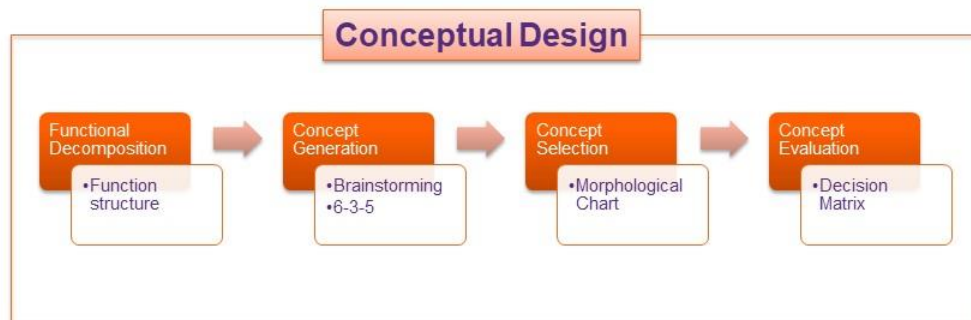 Conceptual Design
Functional
Decomposition
•Function
structure
Concept
Generation
•Brainstorming
•6-3-5
Concept
Selection
•Morphological
Chart
Concept
Evaluation
•Decision
Matrix